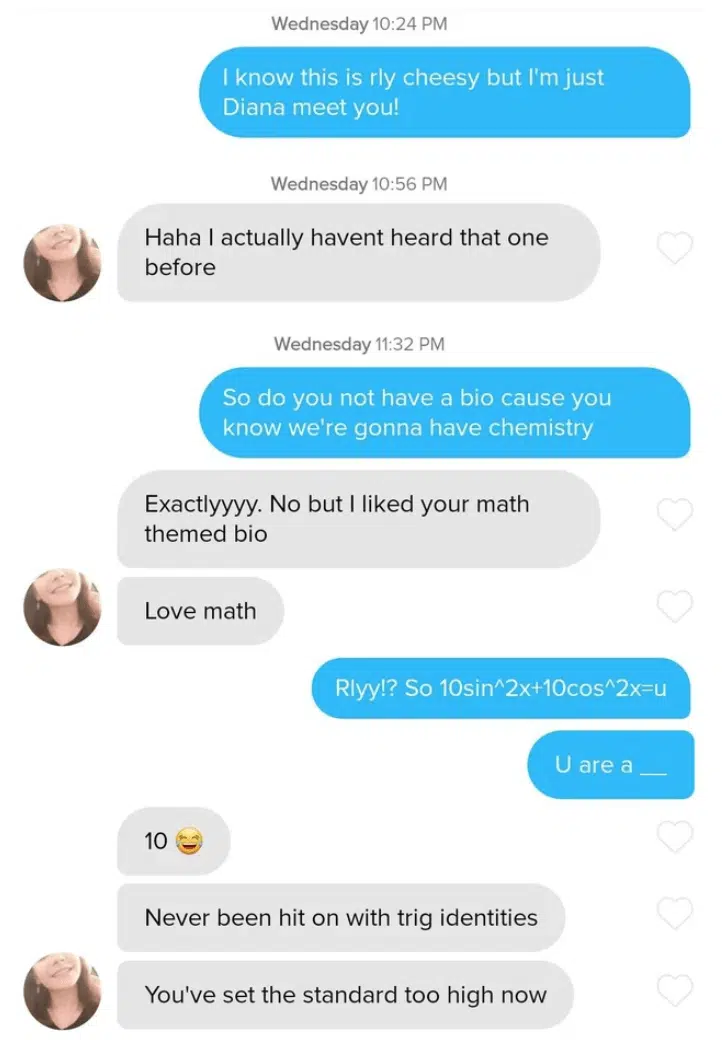 Wednesday 10:24 PM
I know this is rly cheesy but I'm just
Diana meet you!
Wednesday 10:56 PM
Haha I actually havent heard that one
before
Wednesday 11:32 PM
So do you not have a bio cause you
know we're gonna have chemistry
Exactlyyyy. No but I liked your math
themed bio
Love math
Rlyy!? So 10sin^2x+10cos^2x=u
U are a __
10 😂
Never been hit on with trig identities
You've set the standard too high now